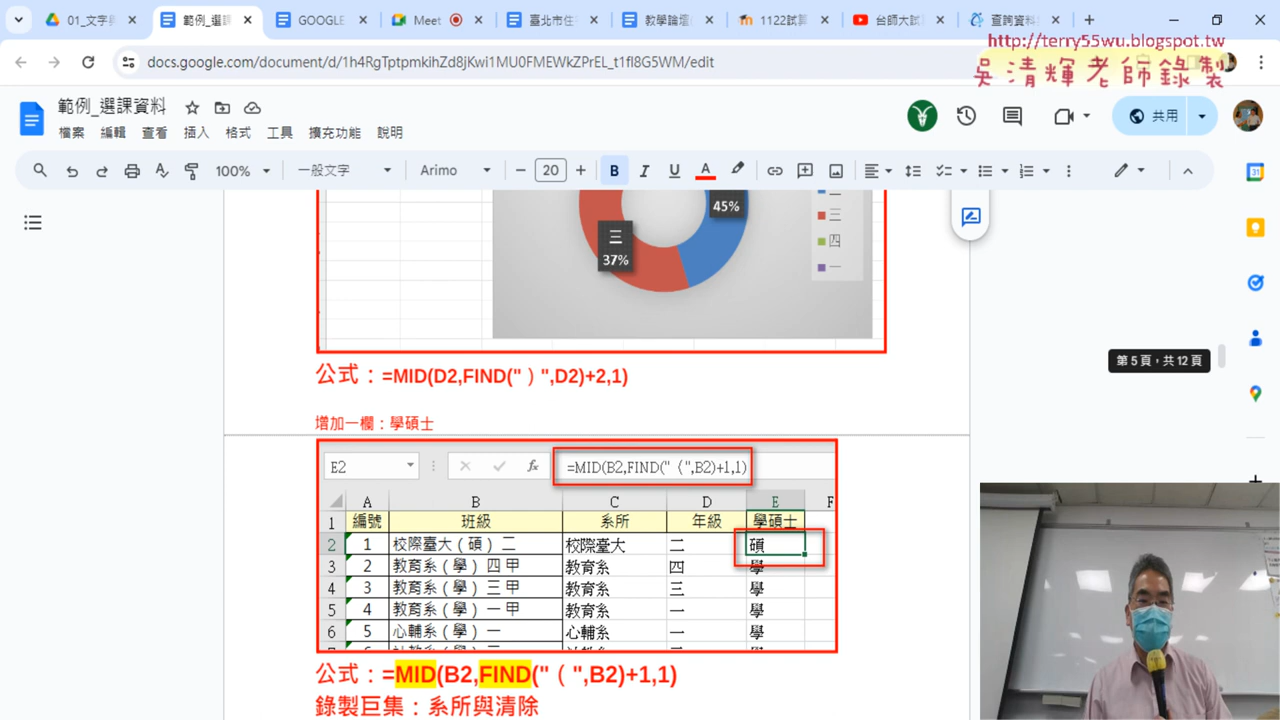 01_文字
範例_選課
GOOGLE
Meet
臺北市住
教學論壇
1122試算
台師大試
查詢資料
http://terry55wu.blogspot.tw
docs.google.com/document/d/1h4RgTptpmkihZd8jKwi1MU0FMEWkZPrEL_t1fl8G5WM/edit
吳清輝老師錄製
範例_選課資料
檔案 編輯 查看 插入 格式 工具 擴充功能 說明
共用
100% 一般文字 Arimo 20 B I U A
31
45%
三
37%
三
四
一
第 5 頁，共 12 頁
公式：=MID(D2,FIND("）",D2)+2,1)
增加一欄：學碩士
E2 fx =MID(B2,FIND("（",B2)+1,1)
A B C D E F
1 編號 班級 系所 年級 學碩士
2 1 校際臺大（碩）二 校際臺大 二 碩
3 2 教育系（學）四甲 教育系 四 學
4 3 教育系（學）三甲 教育系 三 學
5 4 教育系（學）一甲 教育系 一 學
6 5 心輔系（學）一 心輔系 一 學
公式：=MID(B2,FIND("（",B2)+1,1)
錄製巨集：系所與清除